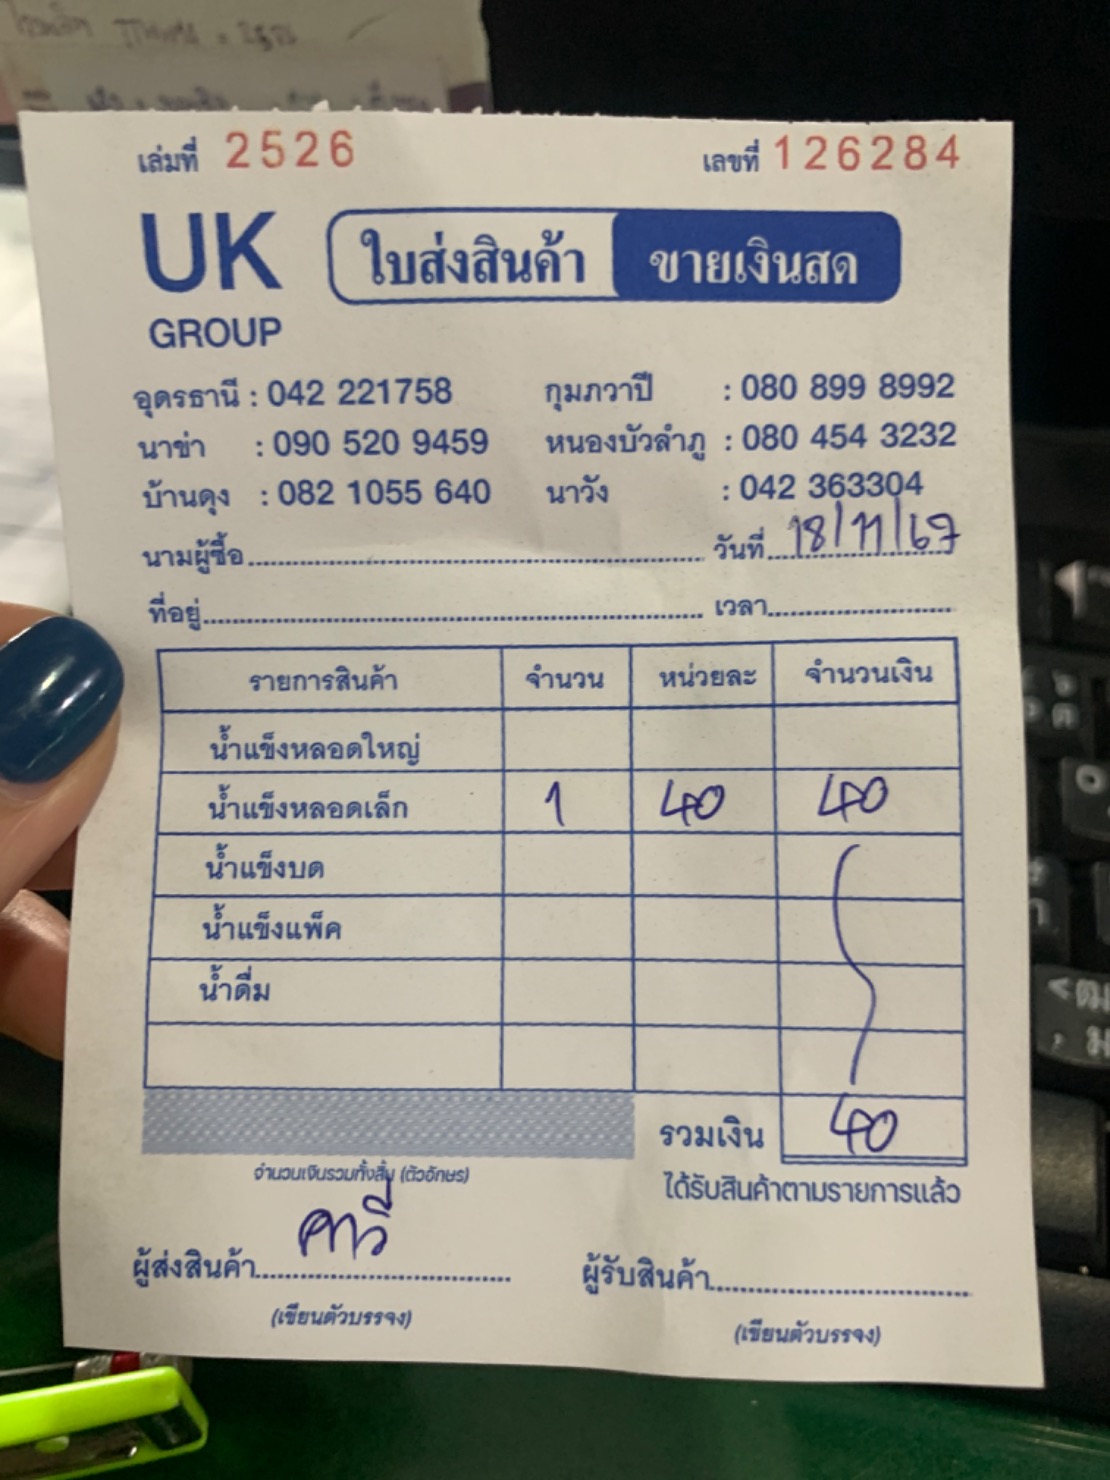 เล่มที่ 2526 เลขที่ 126284
UK ใบส่งสินค้า ขายเงินสด
GROUP
อุดรธานี : 042 221758 กุมภวาปี : 080 899 8992
นาข่า : 090 520 9459 หนองบัวลำภู : 080 454 3232
บ้านดุง : 082 1055 640 นาวัง : 042 363304
นามผู้ซื้อ วันที่ 18/11/67
ที่อยู่ เวลา
รายการสินค้า จำนวน หน่วยละ จำนวนเงิน
น้ำแข็งหลอดใหญ่
น้ำแข็งหลอดเล็ก 1 40 40
น้ำแข็งบด
น้ำแข็งแพ็ค
น้ำดื่ม
รวมเงิน 40
จำนวนเงินรวมทั้งสิ้น (ตัวอักษร) ได้รับสินค้าตามรายการแล้ว
ผู้ส่งสินค้า ศาวี ผู้รับสินค้า
(เขียนตัวบรรจง) (เขียนตัวบรรจง)